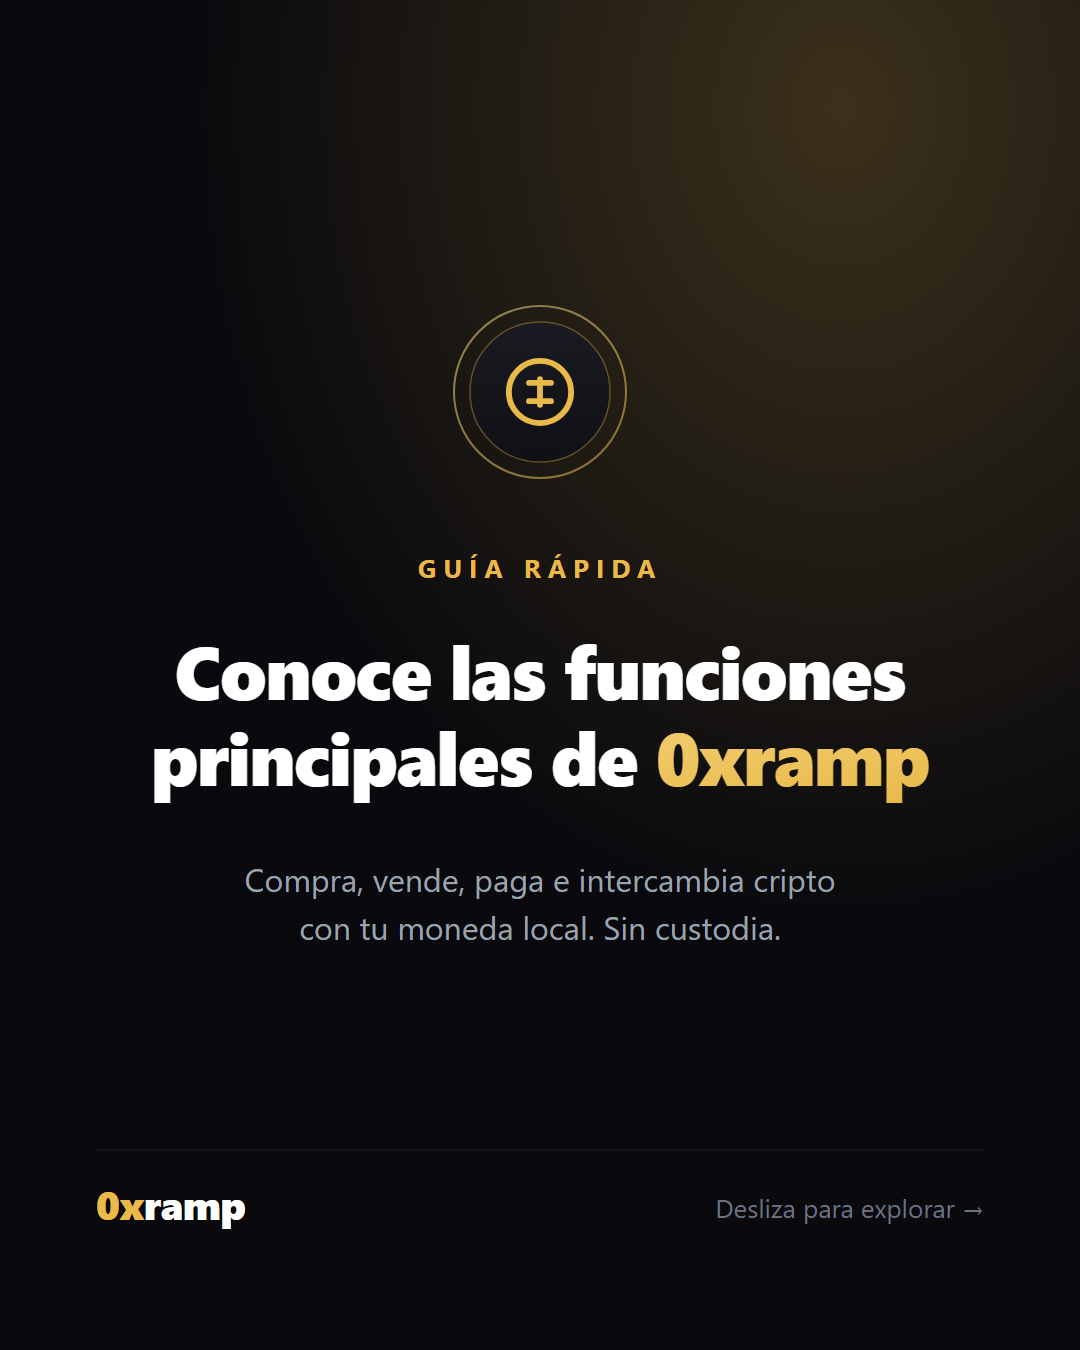 GUÍA RÁPIDA
Conoce las funciones
principales de 0xramp
Compra, vende, paga e intercambia cripto
con tu moneda local. Sin custodia.
0xramp
Desliza para explorar →